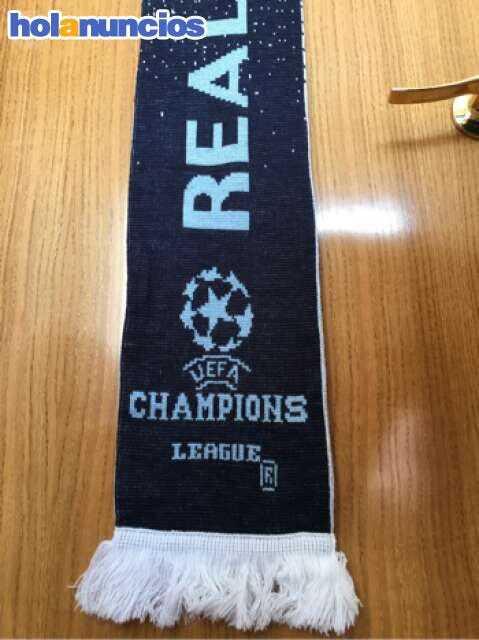 holanuncios
REAL
UEFA
CHAMPIONS
LEAGUE
R